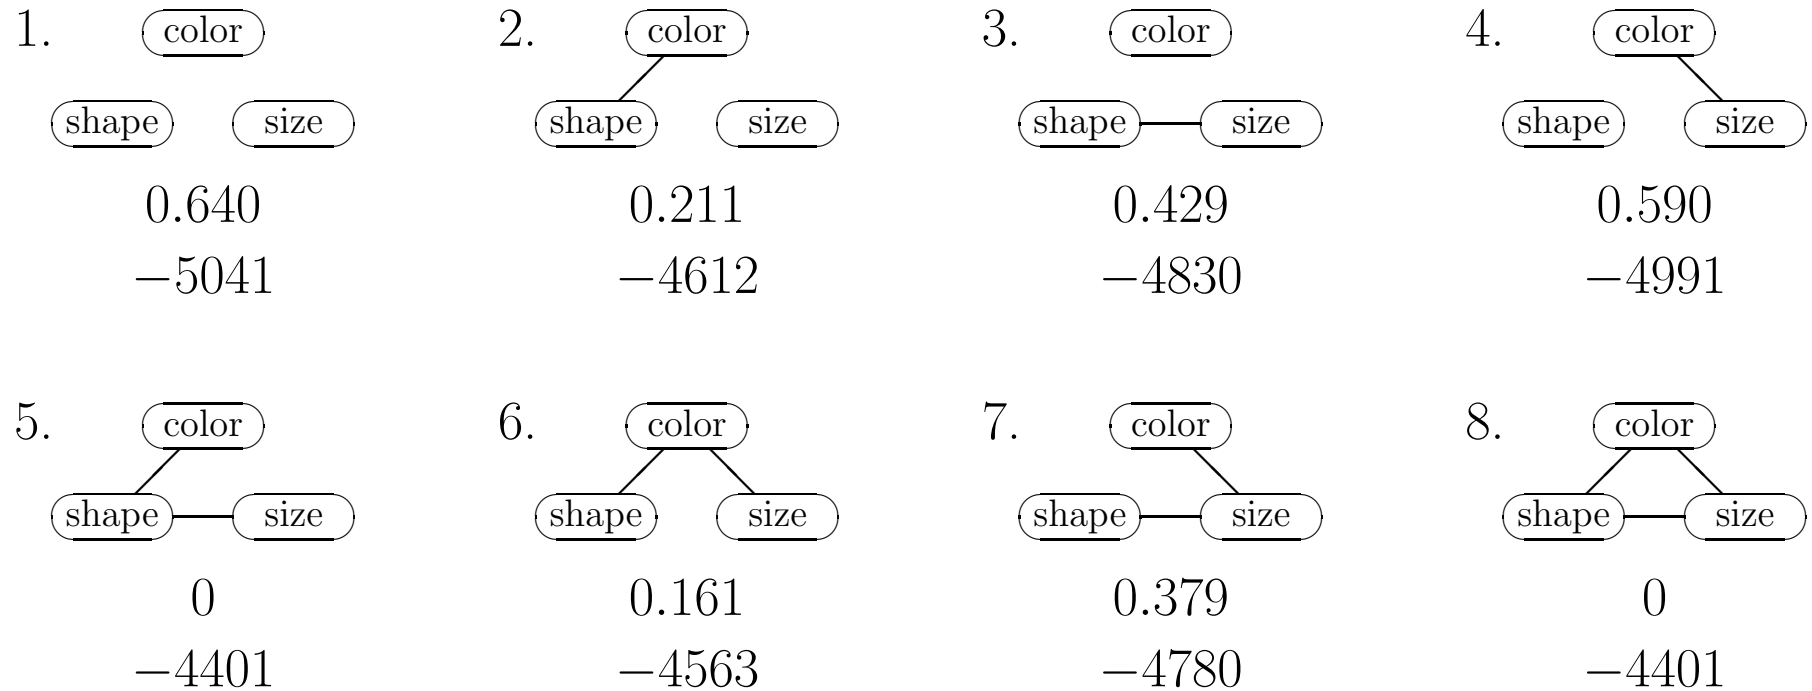 1. color
shape size
0.640
−5041
2. color
shape size
0.211
−4612
3. color
shape size
0.429
−4830
4. color
shape size
0.590
−4991
5. color
shape size
0
−4401
6. color
shape size
0.161
−4563
7. color
shape size
0.379
−4780
8. color
shape size
0
−4401